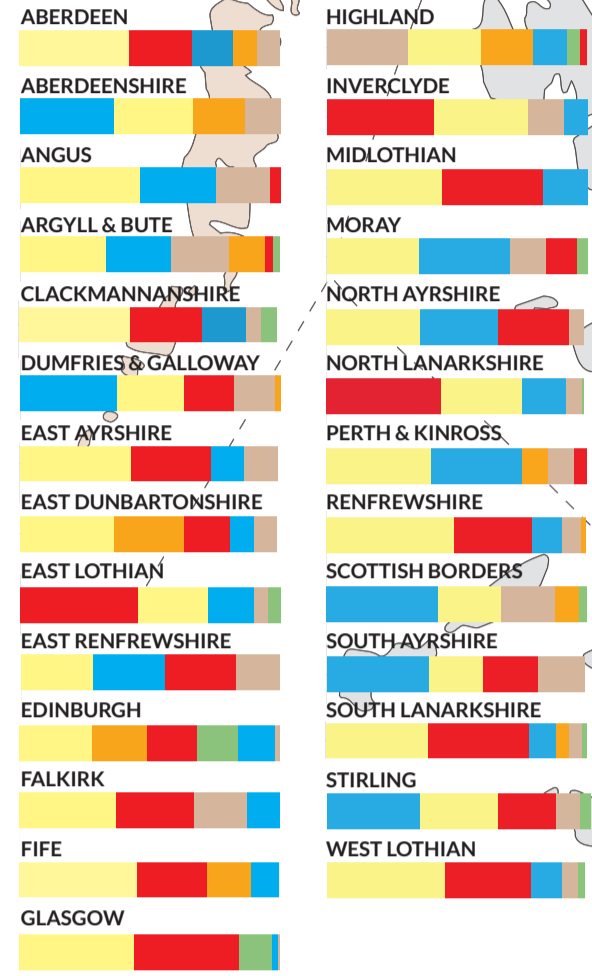 ABERDEEN
ABERDEENSHIRE
ANGUS
ARGYLL & BUTE
CLACKMANNANSHIRE
DUMFRIES & GALLOWAY
EAST AYRSHIRE
EAST DUNBARTONSHIRE
EAST LOTHIAN
EAST RENFREWSHIRE
EDINBURGH
FALKIRK
FIFE
GLASGOW
HIGHLAND
INVERCLYDE
MIDLOTHIAN
MORAY
NORTH AYRSHIRE
NORTH LANARKSHIRE
PERTH & KINROSS
RENFREWSHIRE
SCOTTISH BORDERS
SOUTH AYRSHIRE
SOUTH LANARKSHIRE
STIRLING
WEST LOTHIAN